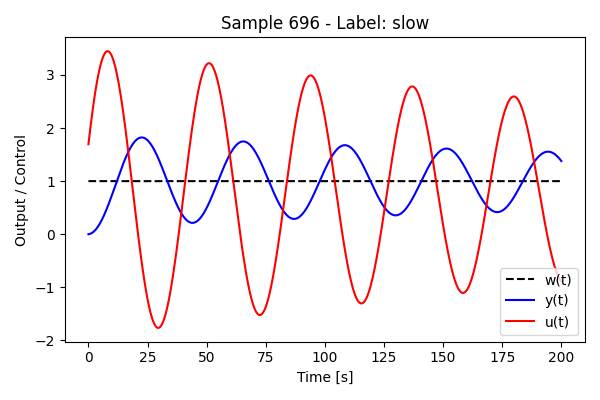 Sample 696 - Label: slow
Output / Control
3
2
1
0
−1
−2
0
25
50
75
100
125
150
175
200
Time [s]
w(t)
y(t)
u(t)